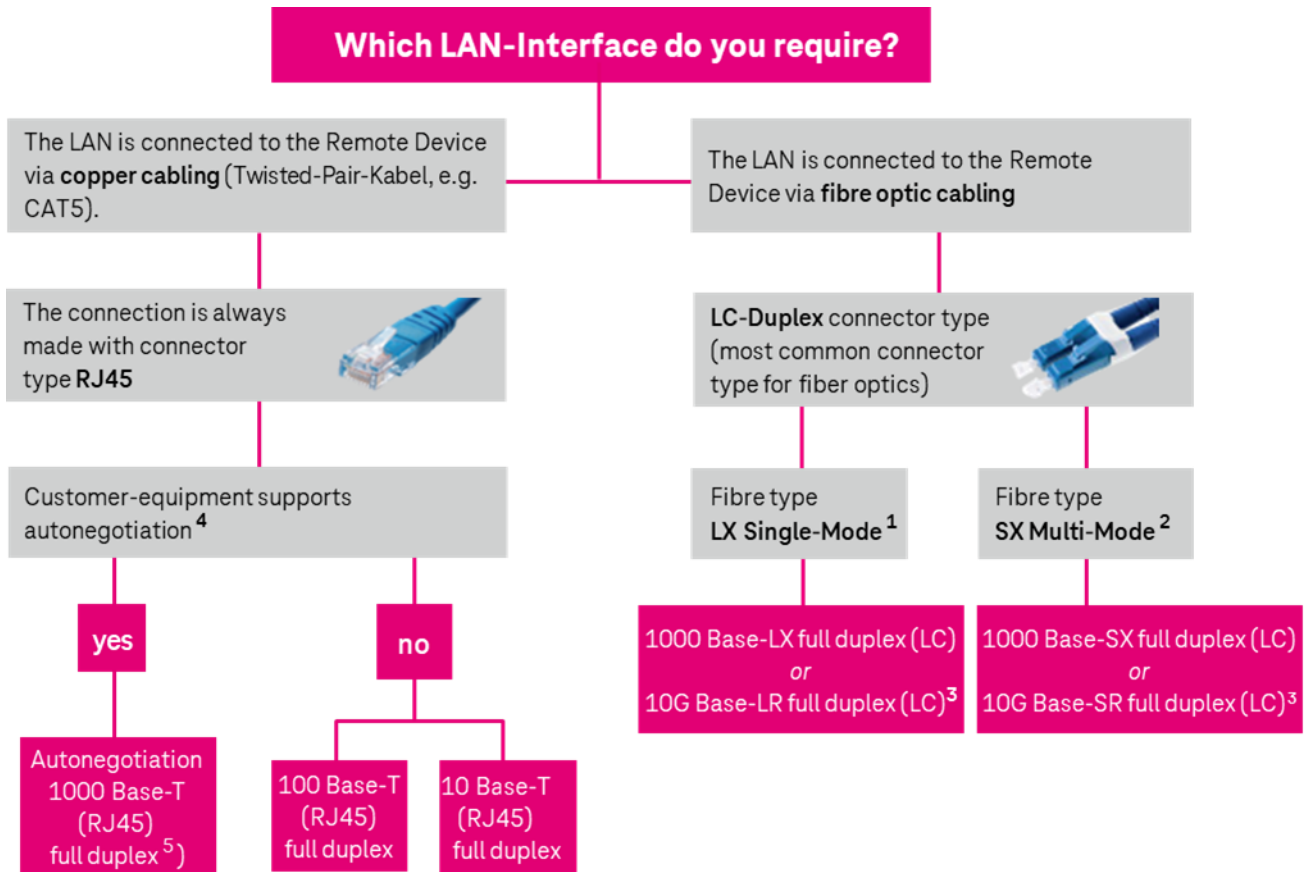 Which LAN-Interface do you require?
The LAN is connected to the Remote Device
via copper cabling (Twisted-Pair-Kabel, e.g.
CAT5).
The LAN is connected to the Remote
Device via fibre optic cabling
The connection is always
made with connector
type RJ45
LC-Duplex connector type
(most common connector
type for fiber optics)
Customer-equipment supports
autonegotiation 4
Fibre type
LX Single-Mode 1
Fibre type
SX Multi-Mode 2
yes
no
1000 Base-LX full duplex (LC)
or
10G Base-LR full duplex (LC)3
1000 Base-SX full duplex (LC)
or
10G Base-SR full duplex (LC)3
Autonegotiation
1000 Base-T
(RJ45)
full duplex 5)
100 Base-T
(RJ45)
full duplex
10 Base-T
(RJ45)
full duplex